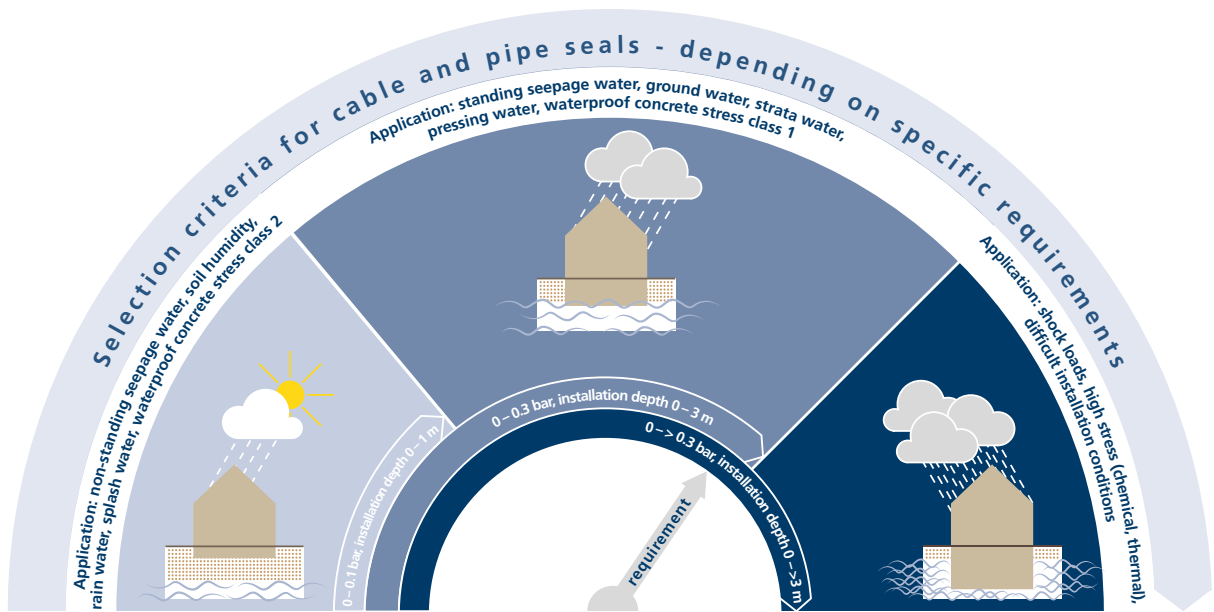 Selection criteria for cable and pipe seals - depending on specific requirements
Application: non-standing seepage water, soil humidity,
rain water, splash water, waterproof concrete stress class 2
Application: standing seepage water, ground water, strata water,
pressing water, waterproof concrete stress class 1
Application: shock loads, high stress (chemical, thermal),
difficult installation conditions
0 – 0.1 bar, installation depth 0 – 1 m
0 – 0.3 bar, installation depth 0 – 3 m
0 – > 0.3 bar, installation depth 0 – >3 m
requirement